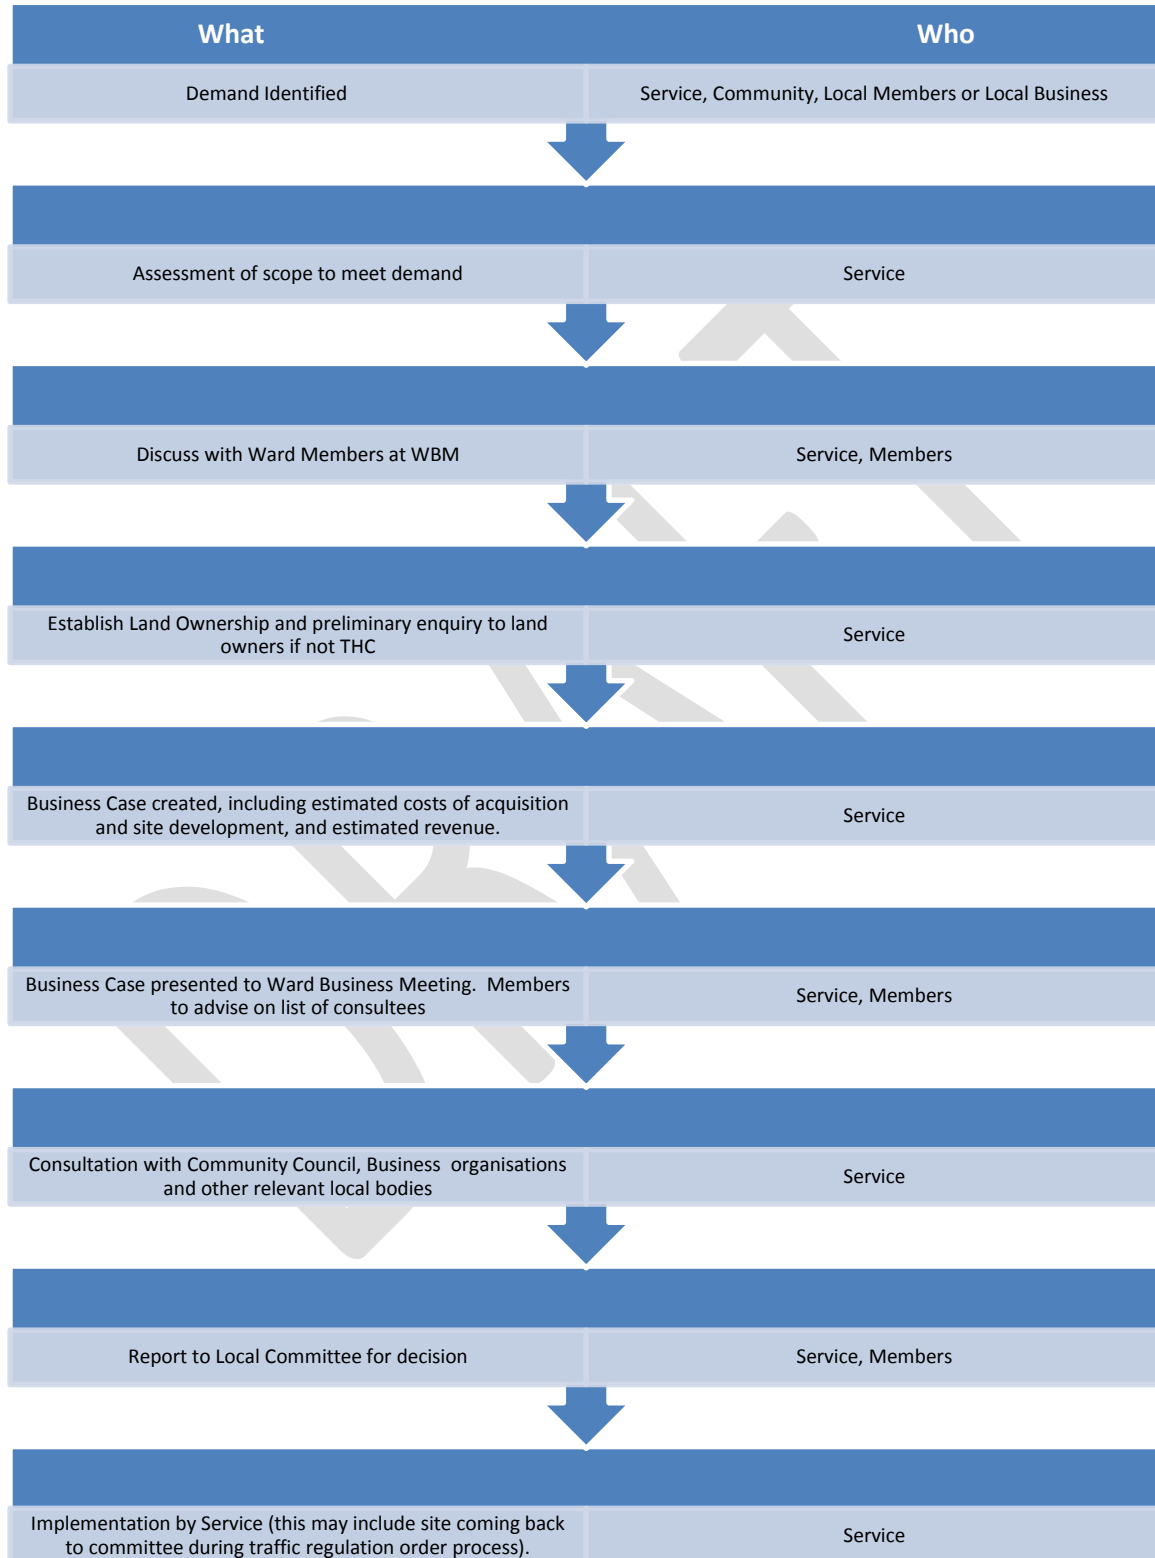 What Who
Demand Identified Service, Community, Local Members or Local Business
Assessment of scope to meet demand Service
Discuss with Ward Members at WBM Service, Members
Establish Land Ownership and preliminary enquiry to land
owners if not THC Service
Business Case created, including estimated costs of acquisition
and site development, and estimated revenue. Service
Business Case presented to Ward Business Meeting.  Members
to advise on list of consultees Service, Members
Consultation with Community Council, Business  organisations
and other relevant local bodies Service
Report to Local Committee for decision Service, Members
Implementation by Service (this may include site coming back
to committee during traffic regulation order process). Service